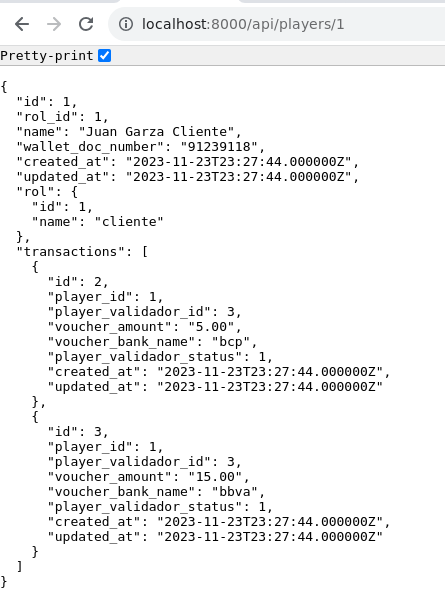 localhost:8000/api/players/1
Pretty-print
{
  "id": 1,
  "rol_id": 1,
  "name": "Juan Garza Cliente",
  "wallet_doc_number": "91239118",
  "created_at": "2023-11-23T23:27:44.000000Z",
  "updated_at": "2023-11-23T23:27:44.000000Z",
  "rol": {
    "id": 1,
    "name": "cliente"
  },
  "transactions": [
    {
      "id": 2,
      "player_id": 1,
      "player_validador_id": 3,
      "voucher_amount": "5.00",
      "voucher_bank_name": "bcp",
      "player_validador_status": 1,
      "created_at": "2023-11-23T23:27:44.000000Z",
      "updated_at": "2023-11-23T23:27:44.000000Z"
    },
    {
      "id": 3,
      "player_id": 1,
      "player_validador_id": 3,
      "voucher_amount": "15.00",
      "voucher_bank_name": "bbva",
      "player_validador_status": 1,
      "created_at": "2023-11-23T23:27:44.000000Z",
      "updated_at": "2023-11-23T23:27:44.000000Z"
    }
  ]
}